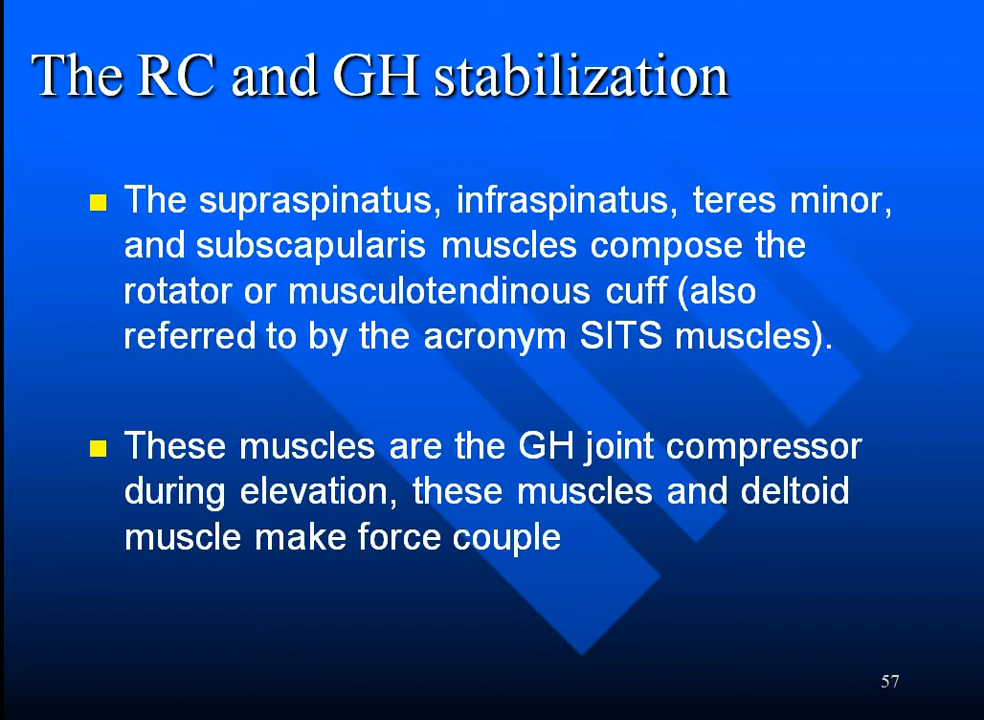 The RC and GH stabilization
The supraspinatus, infraspinatus, teres minor,
and subscapularis muscles compose the
rotator or musculotendinous cuff (also
referred to by the acronym SITS muscles).
These muscles are the GH joint compressor
during elevation, these muscles and deltoid
muscle make force couple
57